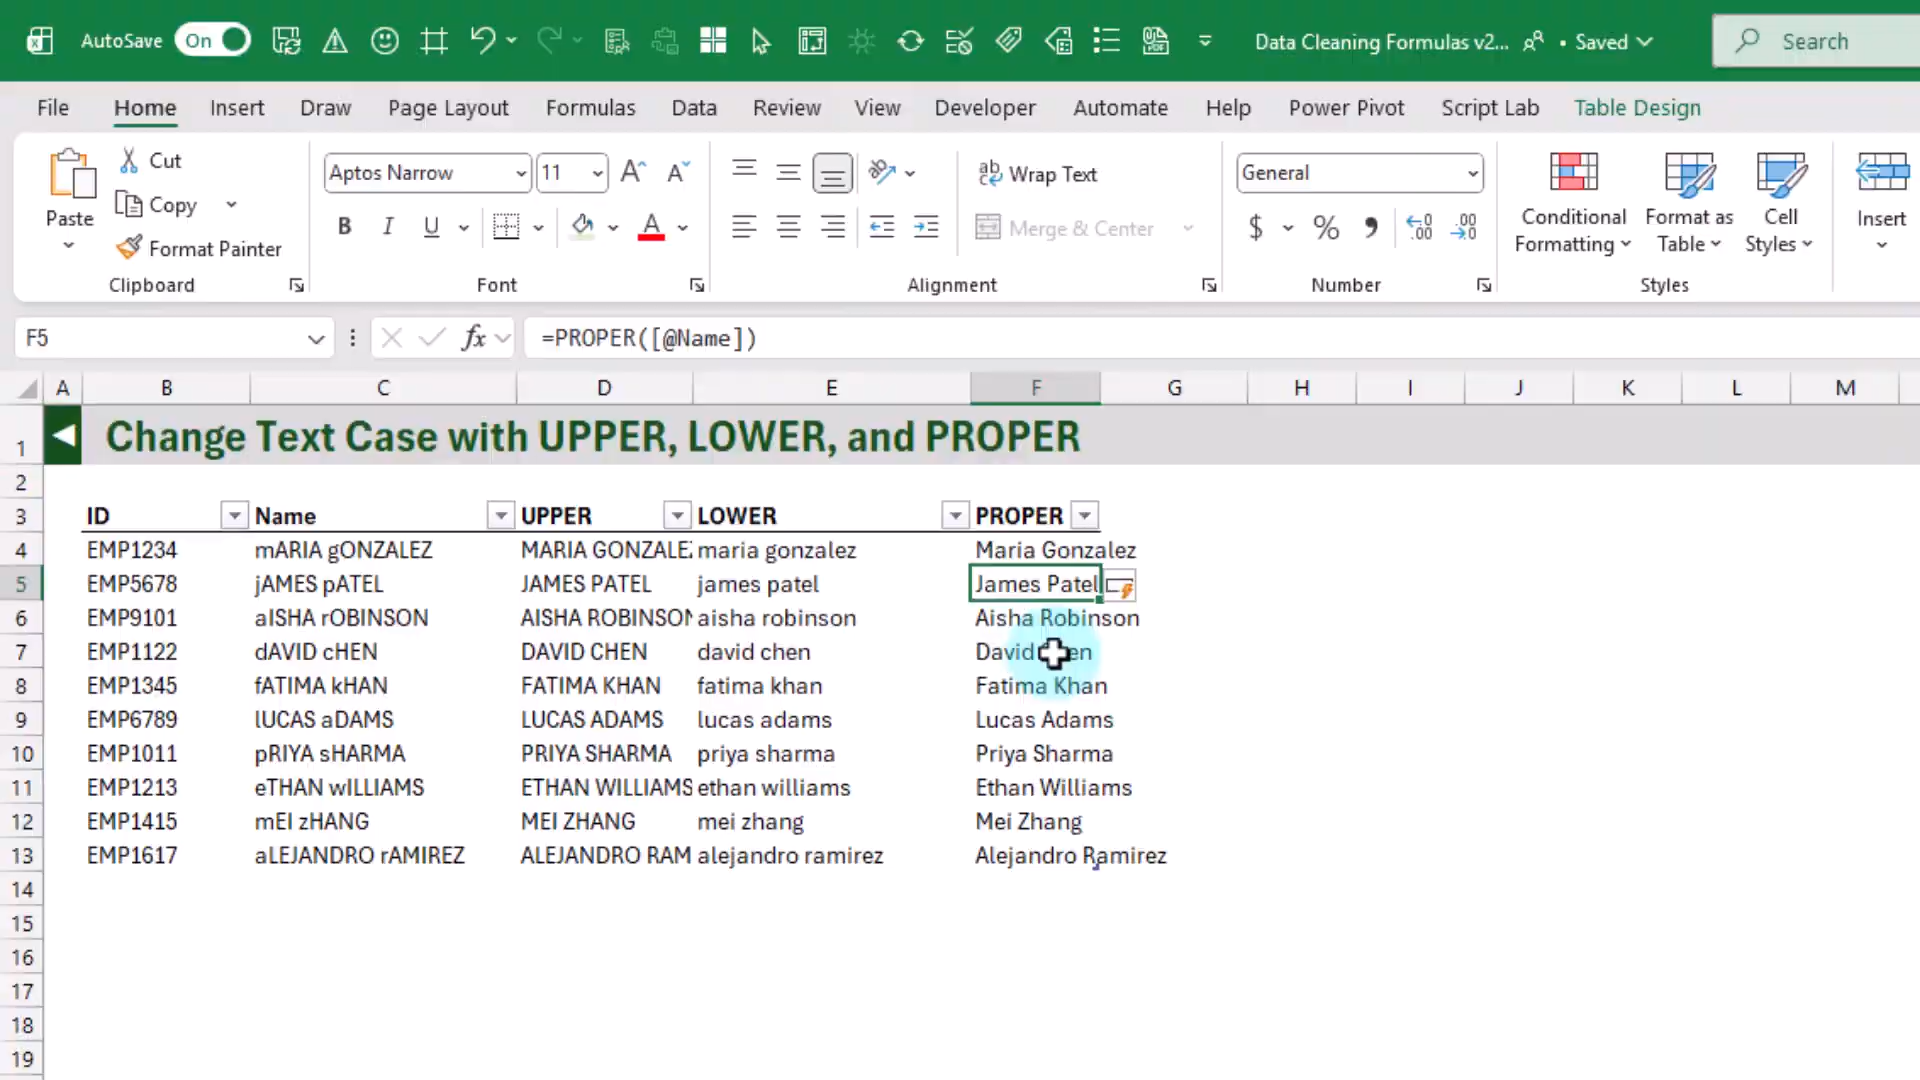 AutoSave On Data Cleaning Formulas v2... • Saved Search
File Home Insert Draw Page Layout Formulas Data Review View Developer Automate Help Power Pivot Script Lab Table Design
Paste Cut Copy Format Painter
Clipboard
Aptos Narrow 11
B I U A
Font
Wrap Text
Merge & Center
Alignment
General
$ %
Number
Conditional Formatting
Format as Table
Cell Styles
Styles
Insert
F5 fx =PROPER([@Name])
A B C D E F G H I J K L M
1 Change Text Case with UPPER, LOWER, and PROPER
2
3 ID Name UPPER LOWER PROPER
4 EMP1234 mARIA gONZALEZ MARIA GONZALEZ maria gonzalez Maria Gonzalez
5 EMP5678 jAMES pATEL JAMES PATEL james patel James Patel
6 EMP9101 aISHA rOBINSON AISHA ROBINSON aisha robinson Aisha Robinson
7 EMP1122 dAVID cHEN DAVID CHEN david chen David Chen
8 EMP1345 fATIMA kHAN FATIMA KHAN fatima khan Fatima Khan
9 EMP6789 lUCAS aDAMS LUCAS ADAMS lucas adams Lucas Adams
10 EMP1011 pRIYA sHARMA PRIYA SHARMA priya sharma Priya Sharma
11 EMP1213 eTHAN wILLIAMS ETHAN WILLIAMS ethan williams Ethan Williams
12 EMP1415 mEI zHANG MEI ZHANG mei zhang Mei Zhang
13 EMP1617 aLEJANDRO rAMIREZ ALEJANDRO RAM alejandro ramirez Alejandro Ramirez
14
15
16
17
18
19